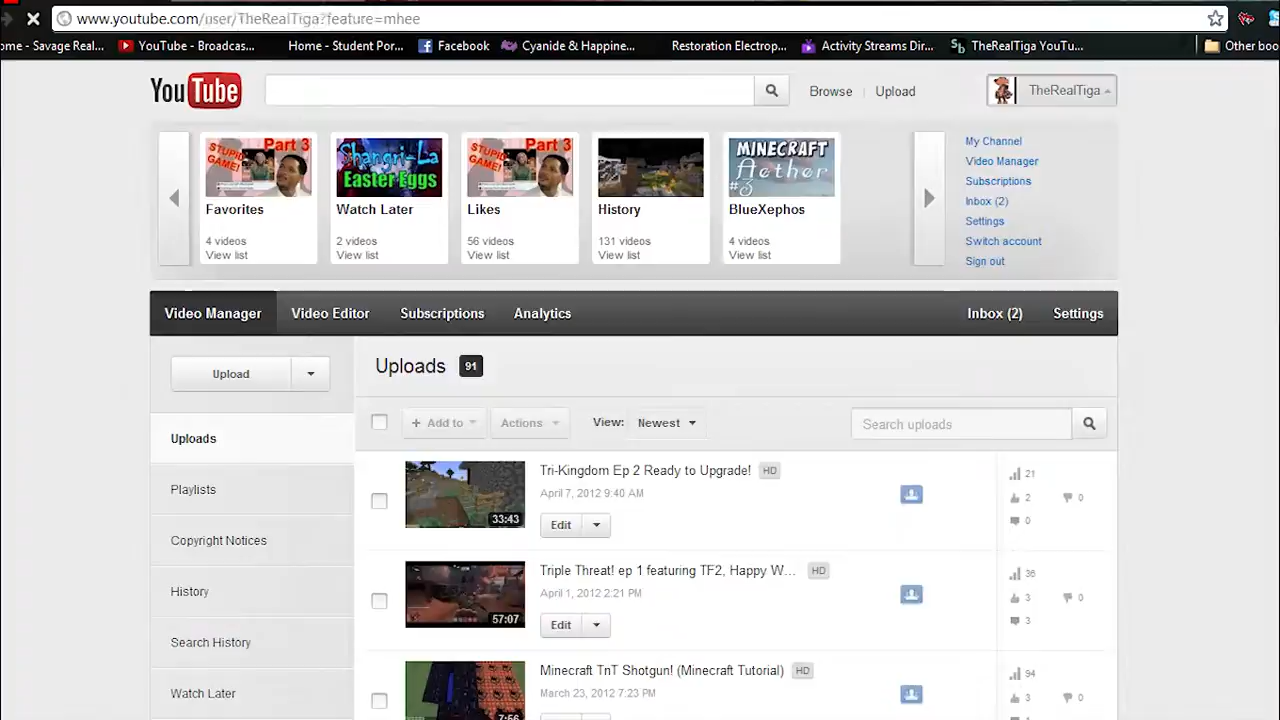 www.youtube.com/user/TheRealTiga?feature=mhee
ome - Savage Real... YouTube - Broadcas... Home - Student Por... Facebook Cyanide & Happine... Restoration Electrop... Activity Streams Dir... TheRealTiga YouTu... Other boo
YouTube Browse Upload TheRealTiga
STUPID GAME! Part 3 Shangri-La Easter Eggs STUPID GAME! Part 3 MINECRAFT Aether #3
Favorites Watch Later Likes History BlueXephos
4 videos 2 videos 56 videos 131 videos 4 videos
View list View list View list View list View list
My Channel
Video Manager
Subscriptions
Inbox (2)
Settings
Switch account
Sign out
Video Manager Video Editor Subscriptions Analytics Inbox (2) Settings
Upload
Uploads
Playlists
Copyright Notices
History
Search History
Watch Later
Uploads 91
+ Add to Actions View: Newest Search uploads
Tri-Kingdom Ep 2 Ready to Upgrade! HD 21
April 7, 2012 9:40 AM 2 0
33:43 Edit 0
Triple Threat! ep 1 featuring TF2, Happy W... HD 36
April 1, 2012 2:21 PM 3 0
57:07 Edit 3
Minecraft TnT Shotgun! (Minecraft Tutorial) HD 94
March 23, 2012 7:23 PM 3 0
7:56